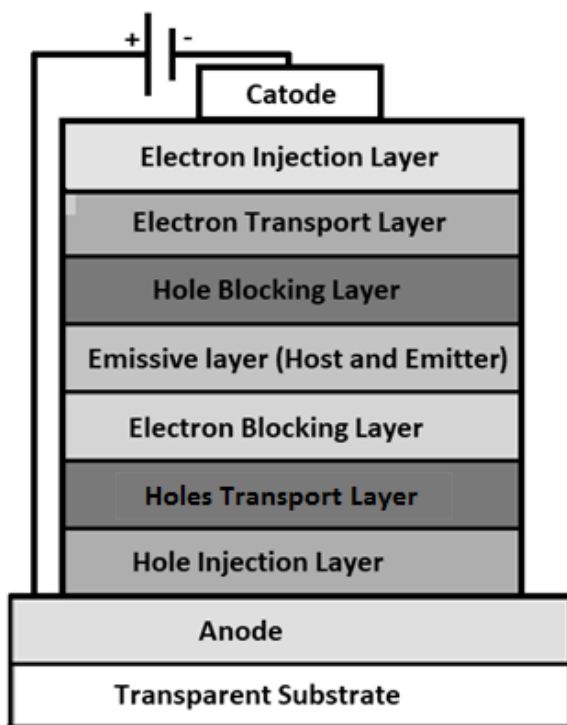 + -
Catode
Electron Injection Layer
Electron Transport Layer
Hole Blocking Layer
Emissive layer (Host and Emitter)
Electron Blocking Layer
Holes Transport Layer
Hole Injection Layer
Anode
Transparent Substrate